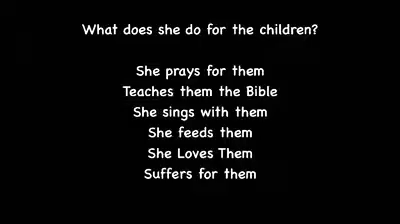 What does she do for the children?
She prays for them
Teaches them the Bible
She sings with them
She feeds them
She Loves Them
Suffers for them